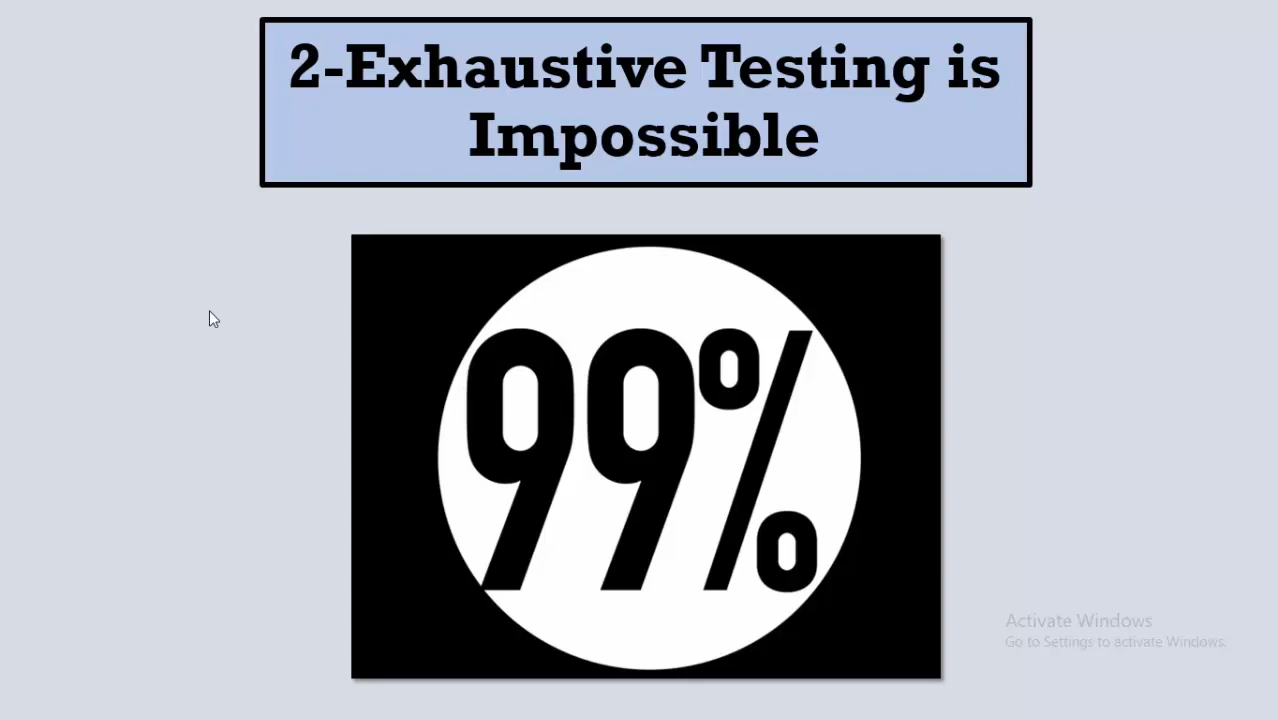 2-Exhaustive Testing is
Impossible
99%
Activate Windows
Go to Settings to activate Windows.